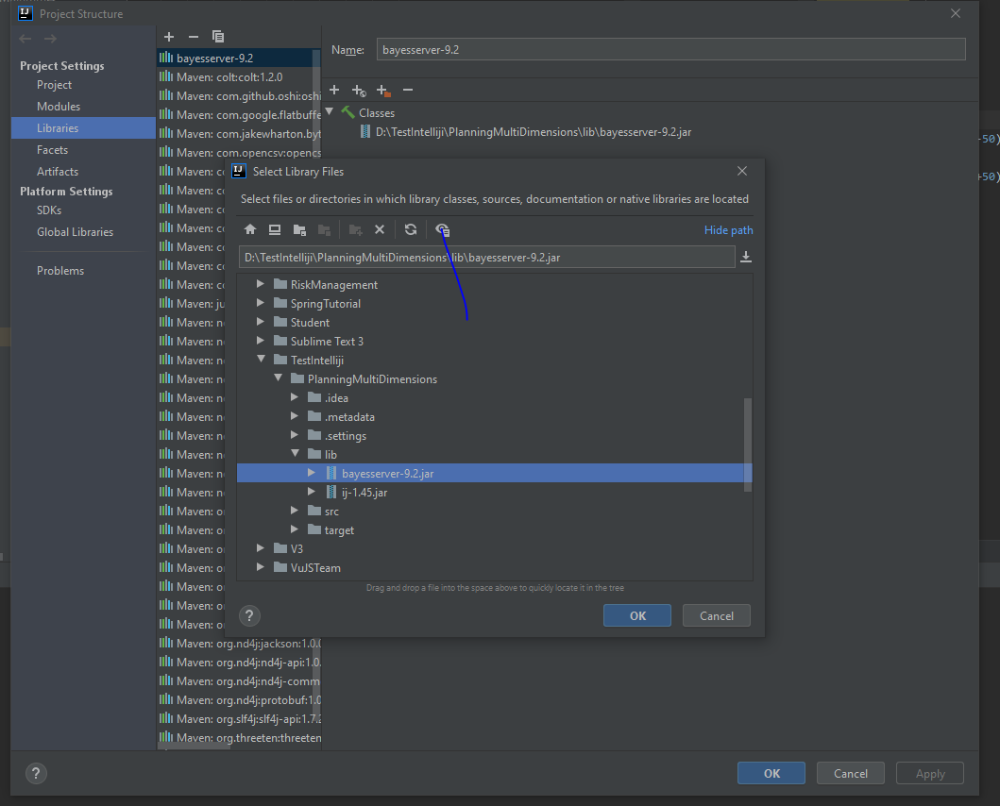 Project Structure
Project Settings
Project
Modules
Libraries
Facets
Artifacts
Platform Settings
SDKs
Global Libraries
Problems
bayesserver-9.2
Maven: colt:colt:1.2.0
Maven: com.github.oshi:oshi
Maven: com.google.flatbuffe
Maven: com.jakewharton.byt
Maven: com.opencsv:opencs
Maven: co
Maven: co
Maven: co
Maven: co
Maven: co
Maven: co
Maven: co
Maven: ju
Maven: ne
Maven: ne
Maven: ne
Maven: ne
Maven: ne
Maven: ne
Maven: ne
Maven: ne
Maven: ne
Maven: ne
Maven: or
Maven: or
Maven: or
Maven: or
Maven: or
Maven: or
Maven: or
Maven: org.nd4j:jackson:1.0.0
Maven: org.nd4j:nd4j-api:1.0.
Maven: org.nd4j:nd4j-comm
Maven: org.nd4j:protobuf:1.0
Maven: org.slf4j:slf4j-api:1.7.2
Maven: org.threeten:threeten
Name: bayesserver-9.2
Classes
D:\TestIntelliji\PlanningMultiDimensions\lib\bayesserver-9.2.jar
-50)
+50)
Select Library Files
Select files or directories in which library classes, sources, documentation or native libraries are located
Hide path
D:\TestIntelliji\PlanningMultiDimensions\lib\bayesserver-9.2.jar
RiskManagement
SpringTutorial
Student
Sublime Text 3
TestIntelliji
PlanningMultiDimensions
.idea
.metadata
.settings
lib
bayesserver-9.2.jar
ij-1.45.jar
src
target
V3
VuJSTeam
Drag and drop a file into the space above to quickly locate it in the tree
? OK Cancel
? OK Cancel Apply